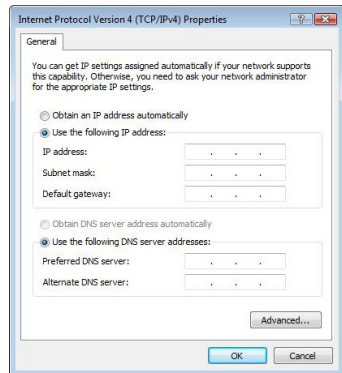 Internet Protocol Version 4 (TCP/IPv4) Properties
General
You can get IP settings assigned automatically if your network supports
this capability. Otherwise, you need to ask your network administrator
for the appropriate IP settings.
Obtain an IP address automatically
Use the following IP address:
IP address:
Subnet mask:
Default gateway:
Obtain DNS server address automatically
Use the following DNS server addresses:
Preferred DNS server:
Alternate DNS server:
Advanced...
OK Cancel